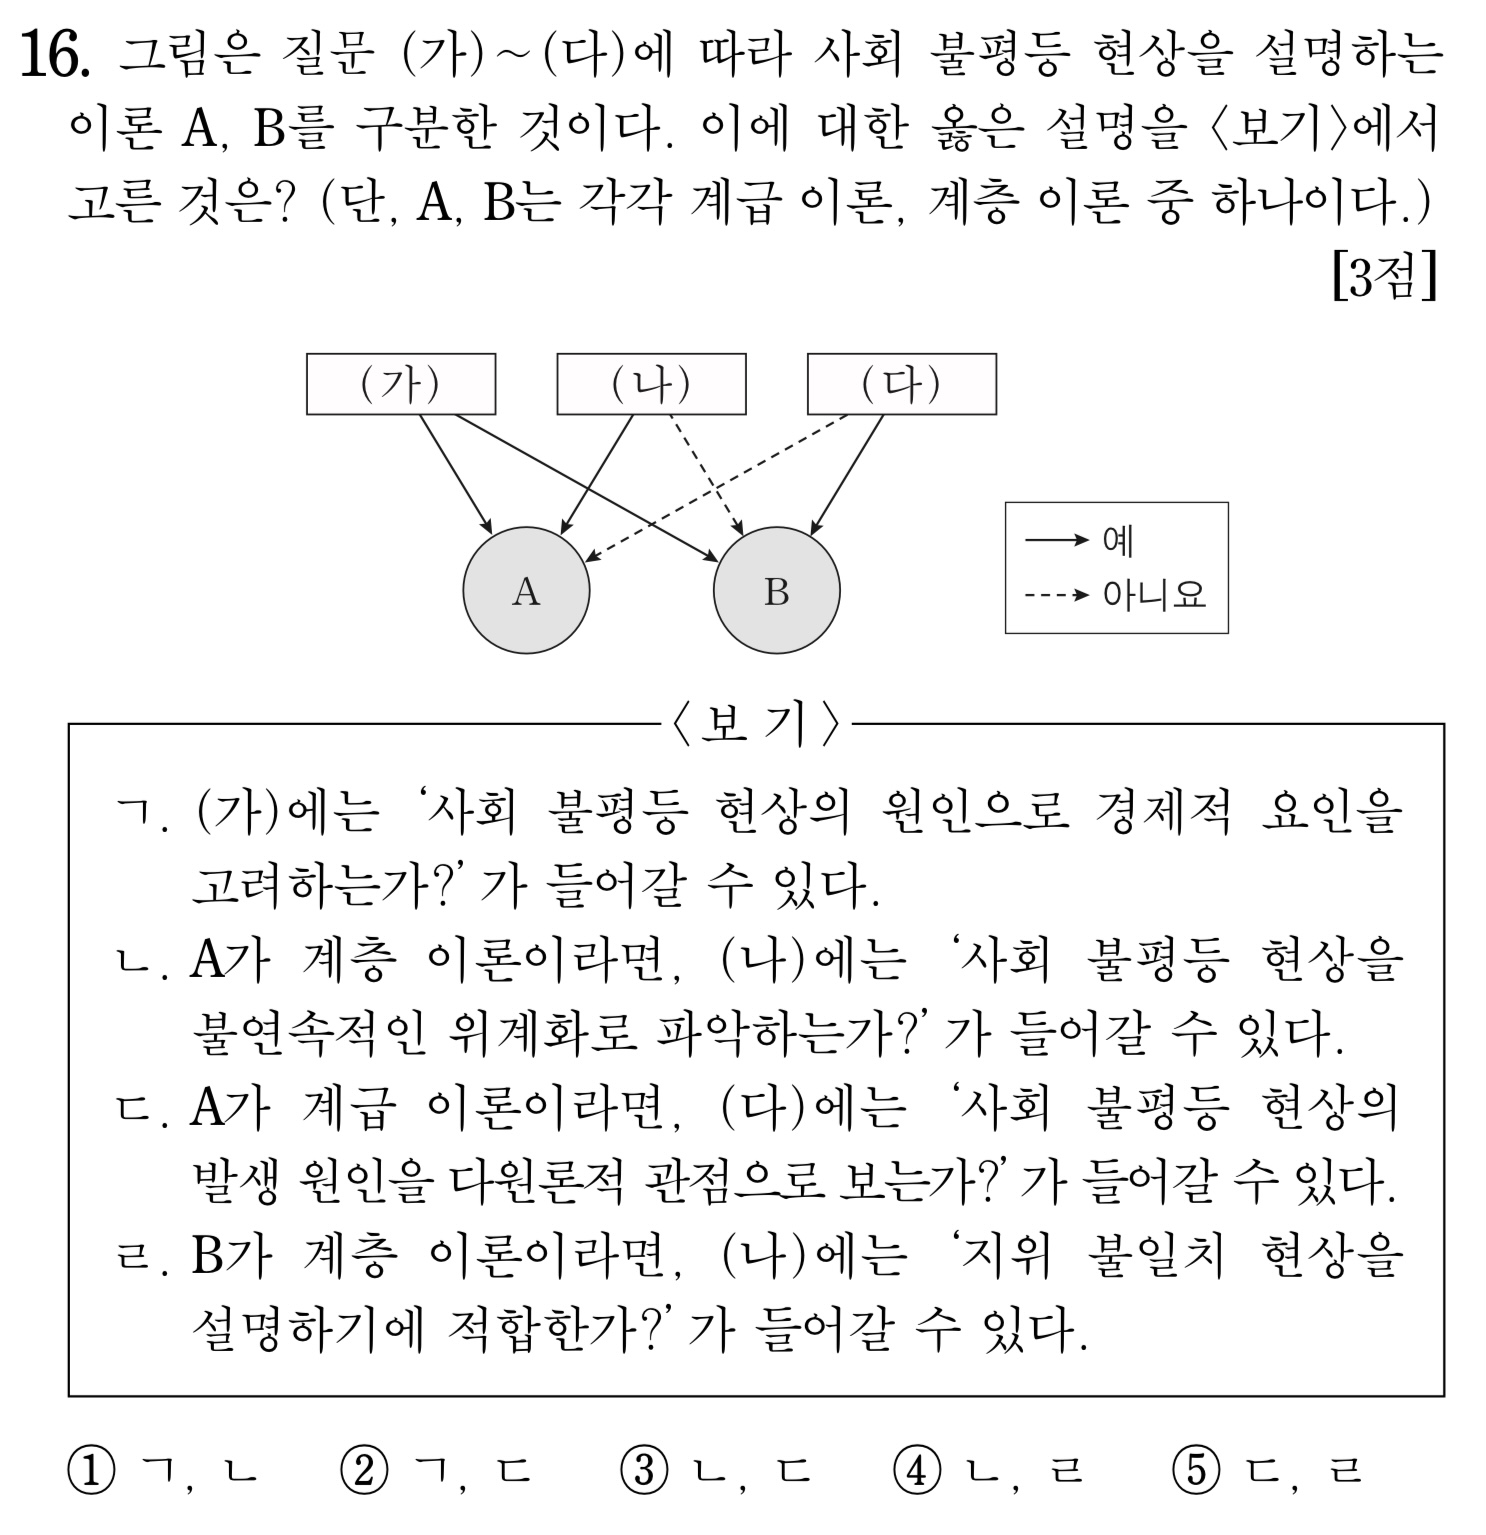 16. 그림은 질문 (가)~(다)에 따라 사회 불평등 현상을 설명하는
이론 A, B를 구분한 것이다. 이에 대한 옳은 설명을 <보기>에서
고른 것은? (단, A, B는 각각 계급 이론, 계층 이론 중 하나이다.)
[3점]
(가) (나) (다)
예
A B
아니요
<보 기>
ㄱ. (가)에는 ‘사회 불평등 현상의 원인으로 경제적 요인을
고려하는가?’가 들어갈 수 있다.
ㄴ. A가 계층 이론이라면, (나)에는 ‘사회 불평등 현상을
불연속적인 위계화로 파악하는가?’가 들어갈 수 있다.
ㄷ. A가 계급 이론이라면, (다)에는 ‘사회 불평등 현상의
발생 원인을 다원론적 관점으로 보는가?’가 들어갈 수 있다.
ㄹ. B가 계층 이론이라면, (나)에는 ‘지위 불일치 현상을
설명하기에 적합한가?’가 들어갈 수 있다.
① ㄱ, ㄴ ② ㄱ, ㄷ ③ ㄴ, ㄷ ④ ㄴ, ㄹ ⑤ ㄷ, ㄹ